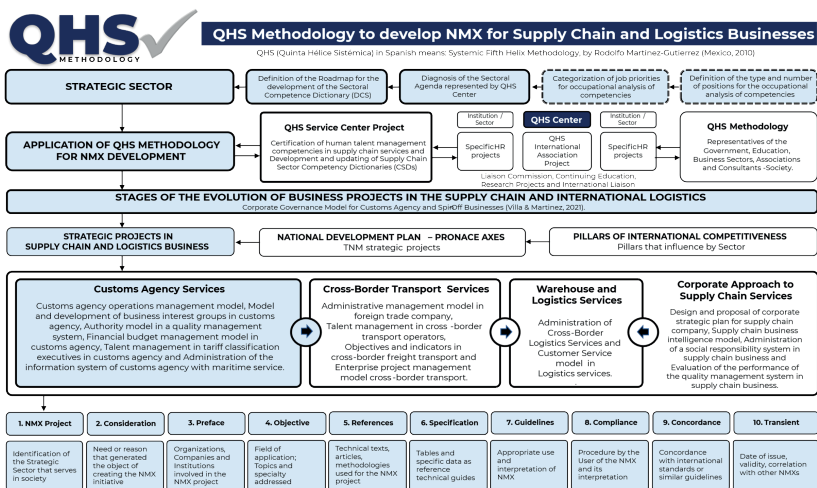 QHS
METHODOLOGY
QHS Methodology to develop NMX for Supply Chain and Logistics Businesses
QHS (Quinta Hélice Sistémica) in Spanish means: Systemic Fifth Helix Methodology, by Rodolfo Martínez-Gutierrez (Mexico, 2010)
STRATEGIC SECTOR
Definition of the Roadmap for the
development of the Sectoral
Competence Dictionary (DCS)
Diagnosis of the Sectoral
Agenda represented by QHS
Center
Categorization of job priorities
for occupational analysis of
competencies
Definition of the type and number
of positions for the occupational
analysis of competencies
APPLICATION OF QHS METHODOLOGY
FOR NMX DEVELOPMENT
QHS Service Center Project
Certification of human talent management
competencies in supply chain services and
Development and updating of Supply Chain
Sector Competency Dictionaries (CSDs)
Institution /
Sector
SpecificHR
projects
QHS Center
QHS
International
Association
Project
Institution /
Sector
SpecificHR
projects
Liaison Commission, Continuing Education,
Research Projects and International Liaison
QHS Methodology
Representatives of the
Government, Education,
Business Sectors, Associations
and Consultants -Society.
STAGES OF THE EVOLUTION OF BUSINESS PROJECTS IN THE SUPPLY CHAIN AND INTERNATIONAL LOGISTICS
Corporate Governance Model for Customs Agency and Spin-Off Businesses (Villa & Martinez, 2021).
STRATEGIC PROJECTS IN
SUPPLY CHAIN AND LOGISTICS BUSINESS
NATIONAL DEVELOPMENT PLAN – PRONACE AXES
TNM strategic projects
PILLARS OF INTERNATIONAL COMPETITIVENESS
Pillars that influence by Sector
Customs Agency Services
Customs agency operations management model, Model
and development of business interest groups in customs
agency, Authority model in a quality management
system, Financial budget management model in
customs agency, Talent management in tariff classification
executives in customs agency and Administration of the
information system of customs agency with maritime service.
Cross-Border Transport Services
Administrative management model in
foreign trade company,
Talent management in cross -border
transport operators,
Objectives and indicators in
cross-border freight transport and
Enterprise project management
model cross-border transport.
Warehouse and
Logistics Services
Administration of
Cross-Border
Logistics Services and
Customer Service
model in
Logistics services.
Corporate Approach to
Supply Chain Services
Design and proposal of corporate
strategic plan for supply chain
company, Supply chain business
intelligence model, Administration
of a social responsibility system in
supply chain business and
Evaluation of the performance of
the quality management system in
supply chain business.
1. NMX Project
2. Consideration
3. Preface
4. Objective
5. References
6. Specification
7. Guidelines
8. Compliance
9. Concordance
10. Transient
Identification of
the Strategic
Sector that serves
in society
Need or reason
that generated
the object of
creating the NMX
initiative
Organizations,
Companies and
Institutions
involved in the
NMX project
Field of
application;
Topics and
specialty
addressed
Technical texts,
articles,
methodologies
used for the NMX
project
Tables and
specific data as
reference
technical guides
Appropriate use
and
interpretation of
NMX
Procedure by the
User of the NMX
and its
interpretation
Concordance
with international
standards or
similar guidelines
Date of issue,
validity, correlation
with other NMXs